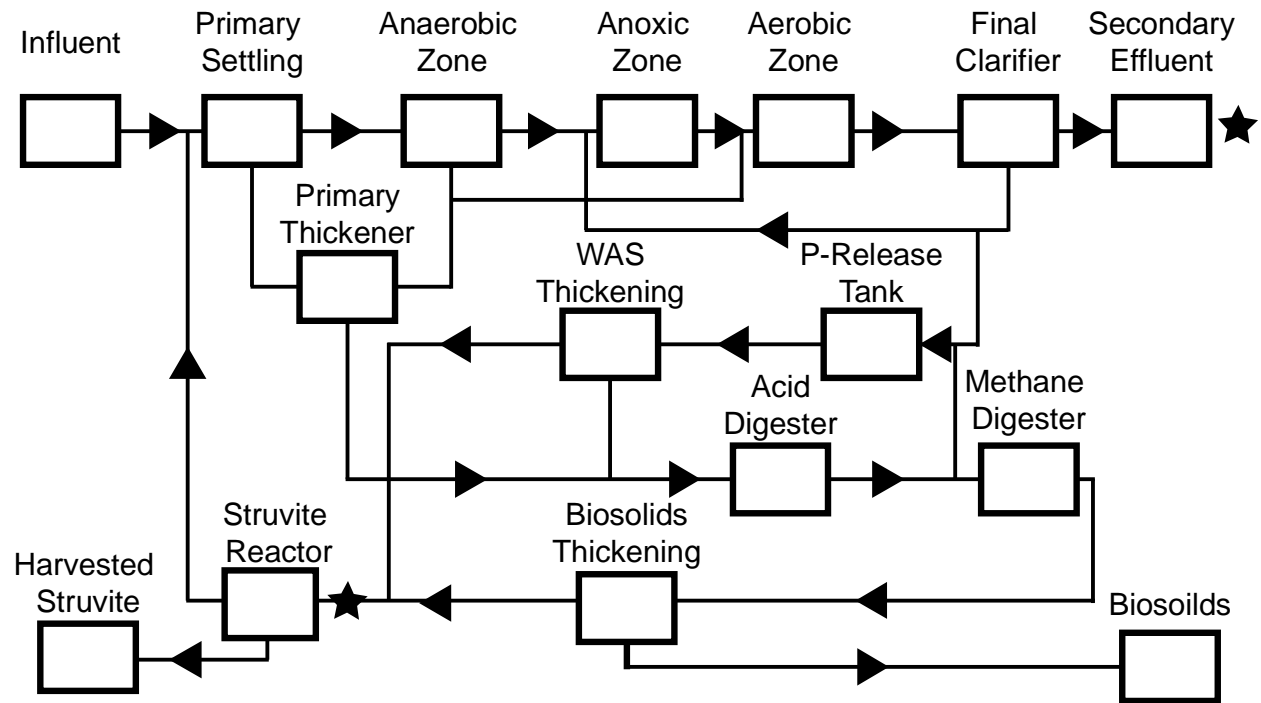 Influent
Primary
Settling
Anaerobic
Zone
Anoxic
Zone
Aerobic
Zone
Final
Clarifier
Secondary
Effluent
Primary
Thickener
WAS
Thickening
P-Release
Tank
Acid
Digester
Methane
Digester
Struvite
Reactor
Biosolids
Thickening
Harvested
Struvite
Biosoilds